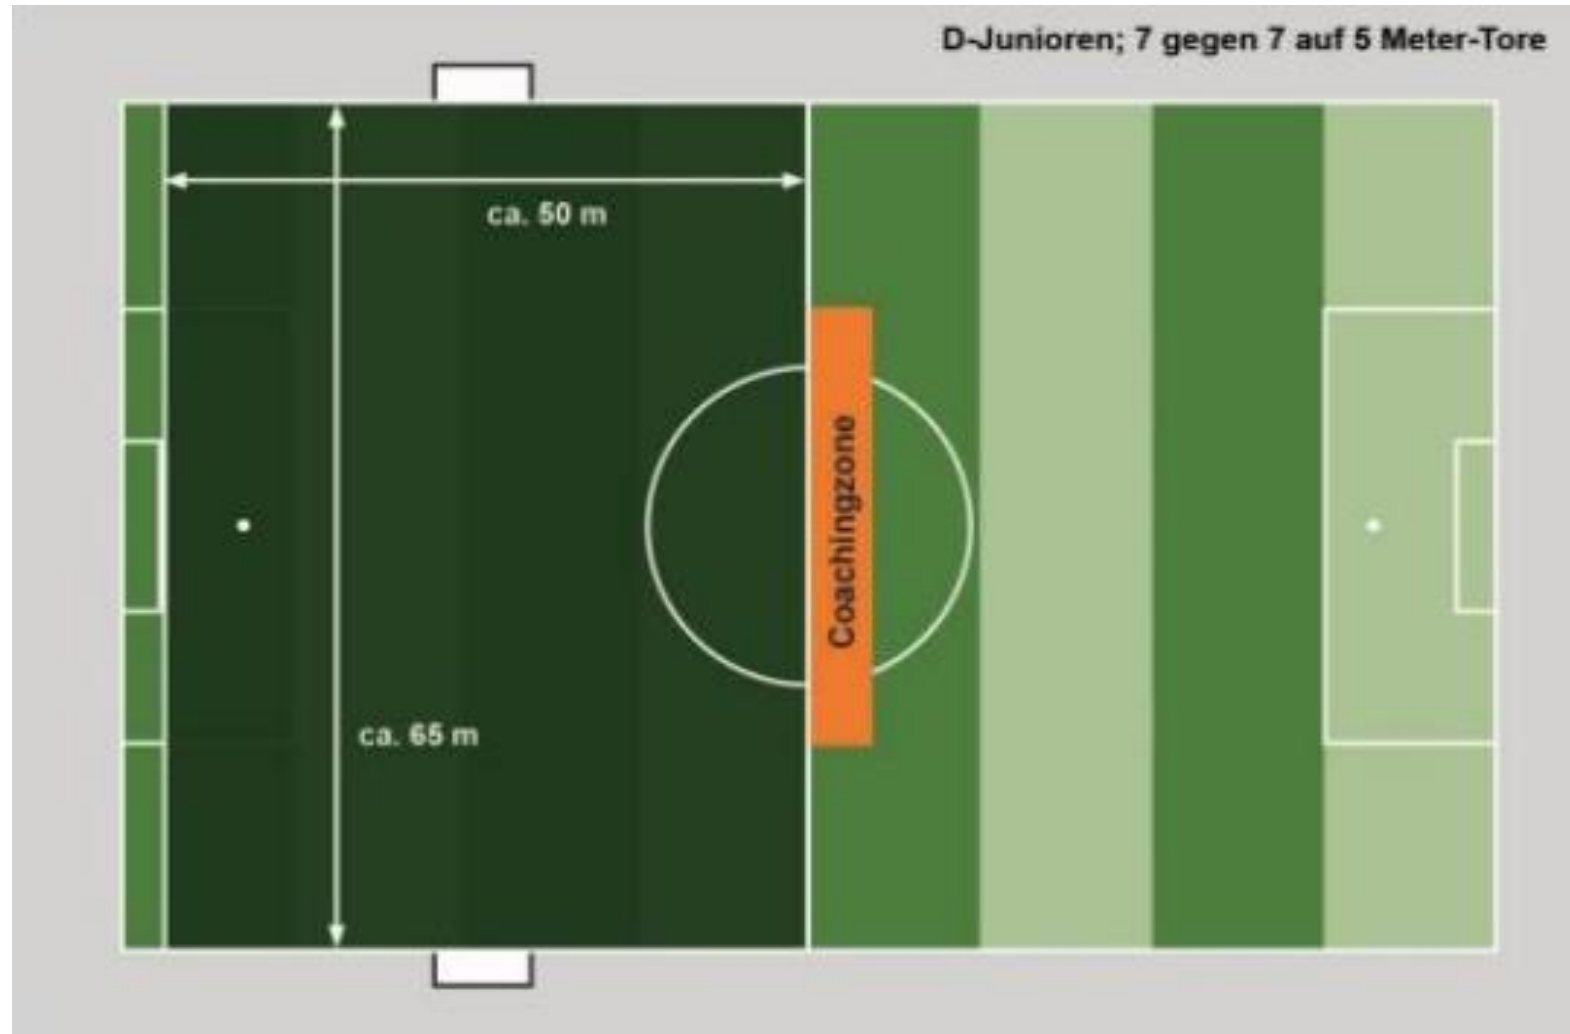 D-Junioren; 7 gegen 7 auf 5 Meter-Tore
ca. 50 m
Coachingzone
ca. 65 m